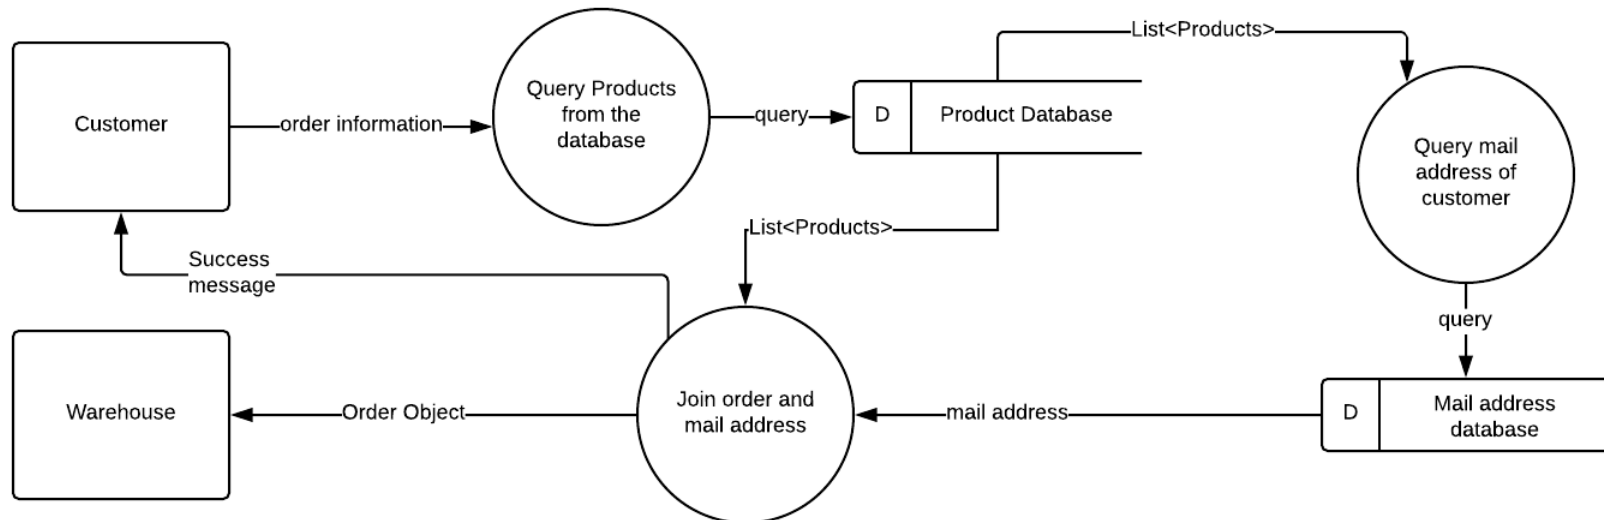 List<Products>
Customer
order information
Query Products
from the
database
query
D
Product Database
Query mail
address of
customer
List<Products>
Success
message
query
Warehouse
Order Object
Join order and
mail address
mail address
D
Mail address
database